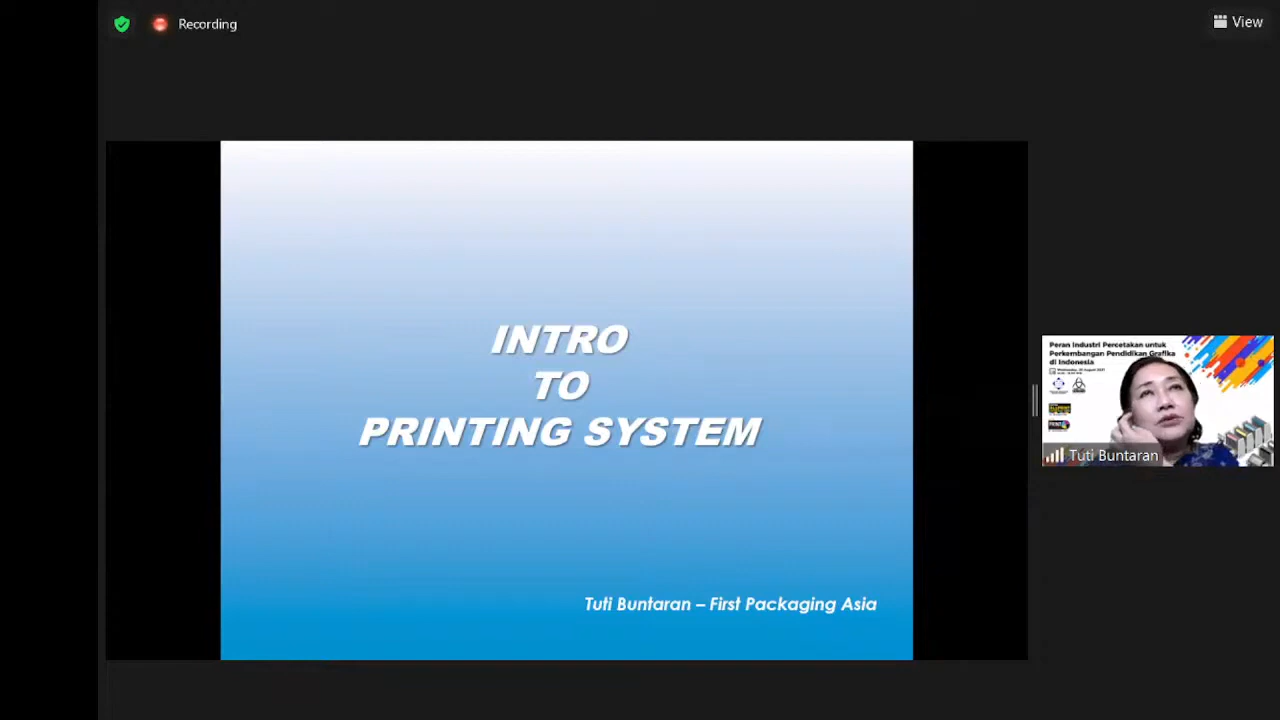 Recording
View
INTRO
TO
PRINTING SYSTEM
Tuti Buntaran – First Packaging Asia
Peran Industri Percetakan untuk
Perkembangan Pendidikan Grafika
di Indonesia
Tuti Buntaran